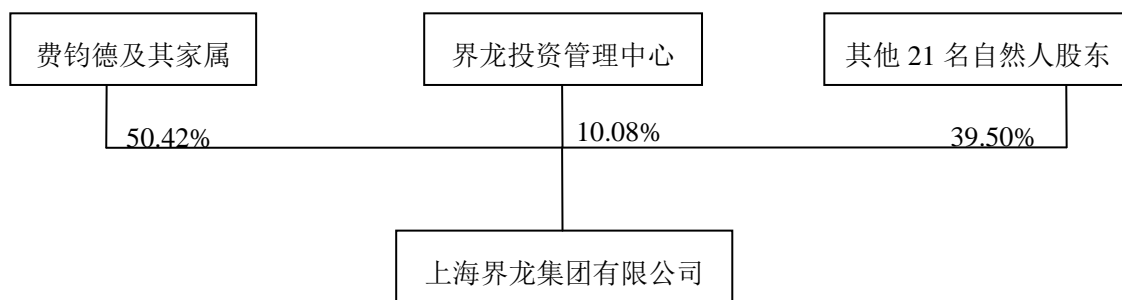 费钧德及其家属
界龙投资管理中心
其他 21 名自然人股东
50.42%
10.08%
39.50%
上海界龙集团有限公司